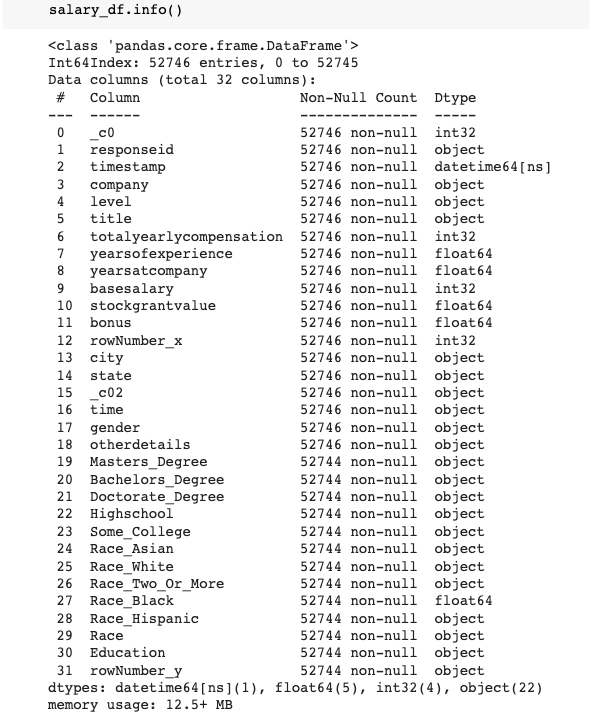 salary_df.info()
<class 'pandas.core.frame.DataFrame'>
Int64Index: 52746 entries, 0 to 52745
Data columns (total 32 columns):
#   Column                   Non-Null Count  Dtype
---  ------                   --------------  -----
0   _c0                      52746 non-null  int32
1   responseid               52746 non-null  object
2   timestamp                52746 non-null  datetime64[ns]
3   company                  52746 non-null  object
4   level                    52746 non-null  object
5   title                    52746 non-null  object
6   totalyearlycompensation  52746 non-null  int32
7   yearsofexperience        52746 non-null  float64
8   yearsatcompany           52746 non-null  float64
9   basesalary               52746 non-null  int32
10  stockgrantvalue          52746 non-null  float64
11  bonus                    52746 non-null  float64
12  rowNumber_x              52746 non-null  int32
13  city                     52746 non-null  object
14  state                    52746 non-null  object
15  _c02                     52746 non-null  object
16  time                     52746 non-null  object
17  gender                   52746 non-null  object
18  otherdetails             52746 non-null  object
19  Masters_Degree           52744 non-null  object
20  Bachelors_Degree         52744 non-null  object
21  Doctorate_Degree         52744 non-null  object
22  Highschool               52744 non-null  object
23  Some_College             52744 non-null  object
24  Race_Asian               52744 non-null  object
25  Race_White               52744 non-null  object
26  Race_Two_Or_More         52744 non-null  object
27  Race_Black               52744 non-null  float64
28  Race_Hispanic            52744 non-null  object
29  Race                     52744 non-null  object
30  Education                52744 non-null  object
31  rowNumber_y              52744 non-null  object
dtypes: datetime64[ns](1), float64(5), int32(4), object(22)
memory usage: 12.5+ MB